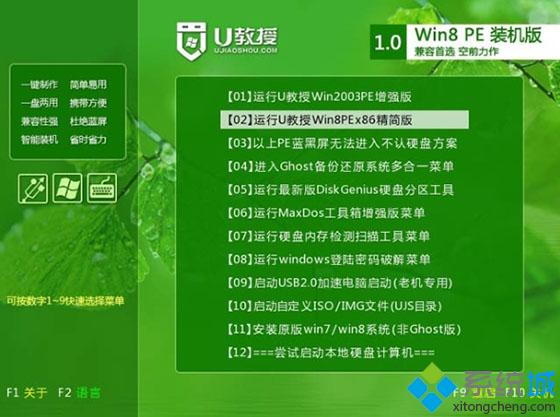 U教授
UJIAOSHOU.COM
1.0
Win8 PE 装机版
兼容首选 空前力作
一键制作 简单易用
一盘两用 携带方便
兼容性强 杜绝蓝屏
智能装机 省时省力
可按数字1~9快速选择菜单
【01】运行U教授Win2003PE增强版
【02】运行U教授Win8PEx86精简版
【03】以上PE蓝黑屏无法进入不认硬盘方案
【04】进入Ghost备份还原系统多合一菜单
【05】运行最新版DiskGenius硬盘分区工具
【06】运行MaxDos工具箱增强版菜单
【07】运行硬盘内存检测扫描工具菜单
【08】运行windows登陆密码破解菜单
【09】启动USB2.0加速电脑启动(老机专用)
【10】启动自定义ISO/IMG文件(UJS目录)
【11】安装原版win7/win8系统(非Ghost版)
【12】===尝试启动本地硬盘计算机===
F1 关于 F2 语言
F9 F10
系统城
xitongcheng.com